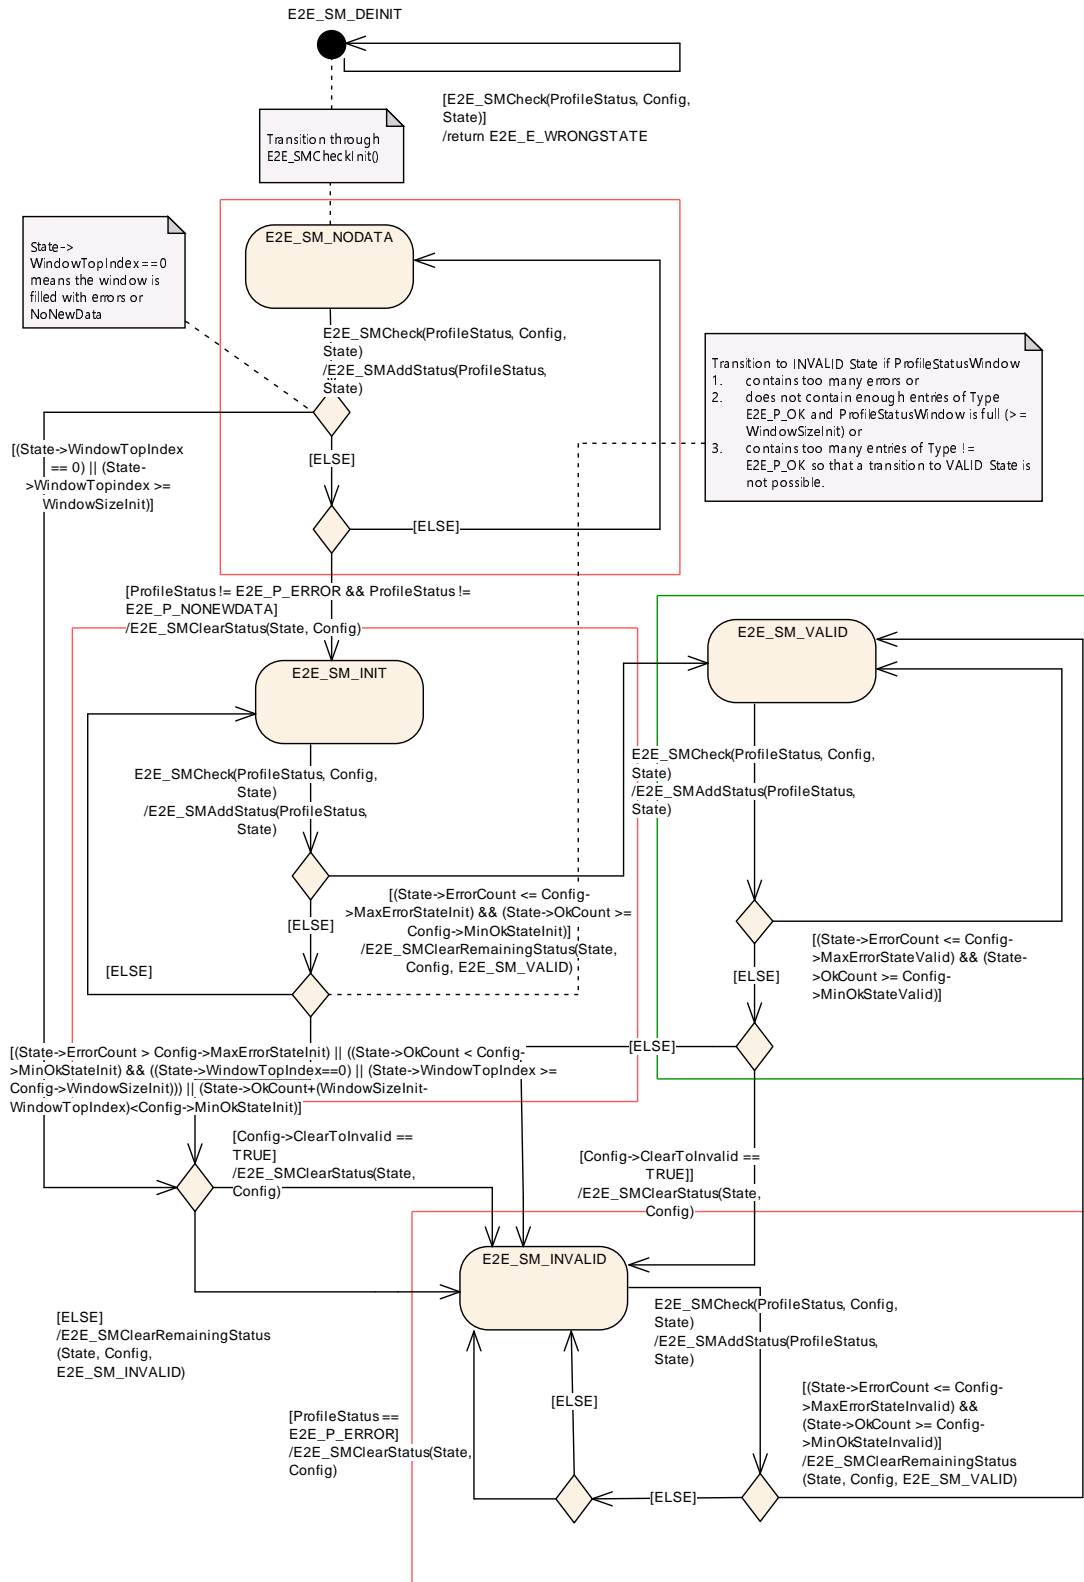 E2E_SM_DEINIT
[E2E_SMCheck(ProfileStatus, Config,
State)]
/return E2E_E_WRONGSTATE
Transition through
E2E_SMCheckInit()
E2E_SM_NODATA
State->
WindowTopIndex==0
means the window is
filled with errors or
NoNewData
E2E_SMCheck(ProfileStatus, Config,
State)
/E2E_SMAddStatus(ProfileStatus,
State)
Transition to INVALID State if ProfileStatusWindow
1. contains too many errors or
2. does not contain enough entries of Type
E2E_P_OK and ProfileStatusWindow is full (>=
WindowSizeInit) or
3. contains too many entries of Type !=
E2E_P_OK so that a transition to VALID State is
not possible.
[(State->WindowTopIndex
== 0) || (State-
>WindowTopindex >=
WindowSizeInit)]
[ELSE]
[ELSE]
[ProfileStatus != E2E_P_ERROR && ProfileStatus !=
E2E_P_NONEWDATA]
/E2E_SMClearStatus(State, Config)
E2E_SM_INIT
E2E_SM_VALID
E2E_SMCheck(ProfileStatus, Config,
State)
/E2E_SMAddStatus(ProfileStatus,
State)
E2E_SMCheck(ProfileStatus, Config,
State)
/E2E_SMAddStatus(ProfileStatus,
State)
[(State->ErrorCount <= Config-
>MaxErrorStateInit) && (State->OkCount >=
Config->MinOkStateInit)]
/E2E_SMClearRemainingStatus(State,
Config, E2E_SM_VALID)
[ELSE]
[ELSE]
[(State->ErrorCount <= Config-
>MaxErrorStateValid) && (State-
>OkCount >= Config-
>MinOkStateValid)]
[ELSE]
[ELSE]
[(State->ErrorCount > Config->MaxErrorStateInit) || ((State->OkCount < Config-
>MinOkStateInit) && ((State->WindowTopIndex==0) || (State->WindowTopIndex >=
Config->WindowSizeInit))) || (State->OkCount+(WindowSizeInit-
WindowTopIndex)<Config->MinOkStateInit)]
[Config->ClearToInvalid ==
TRUE]
/E2E_SMClearStatus(State,
Config)
[Config->ClearToInvalid ==
TRUE]]
/E2E_SMClearStatus(State,
Config)
E2E_SM_INVALID
[ELSE]
/E2E_SMClearRemainingStatus
(State, Config,
E2E_SM_INVALID)
E2E_SMCheck(ProfileStatus, Config,
State)
/E2E_SMAddStatus(ProfileStatus,
State)
[ProfileStatus ==
E2E_P_ERROR]
/E2E_SMClearStatus(State,
Config)
[ELSE]
[(State->ErrorCount <= Config-
>MaxErrorStateInvalid) &&
(State->OkCount >= Config-
>MinOkStateInvalid)]
/E2E_SMClearRemainingStatus
(State, Config, E2E_SM_VALID)
[ELSE]